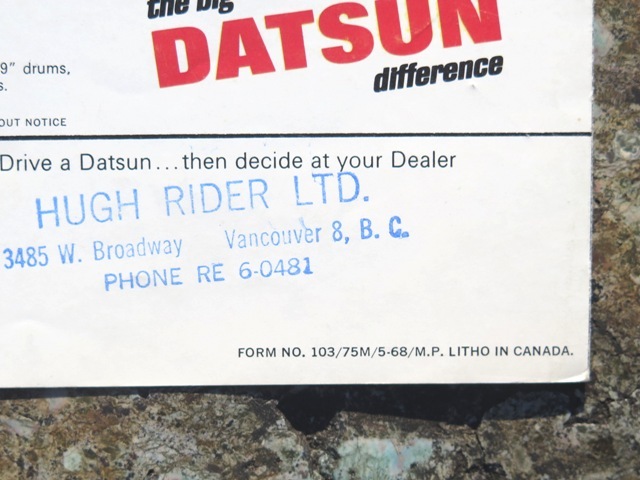 the big
DATSUN
difference
9" drums,
s.
OUT NOTICE
Drive a Datsun...then decide at your Dealer
HUGH RIDER LTD.
3485 W. Broadway Vancouver 8, B. C.
PHONE RE 6-0481
FORM NO. 103/75M/5-68/M.P. LITHO IN CANADA.